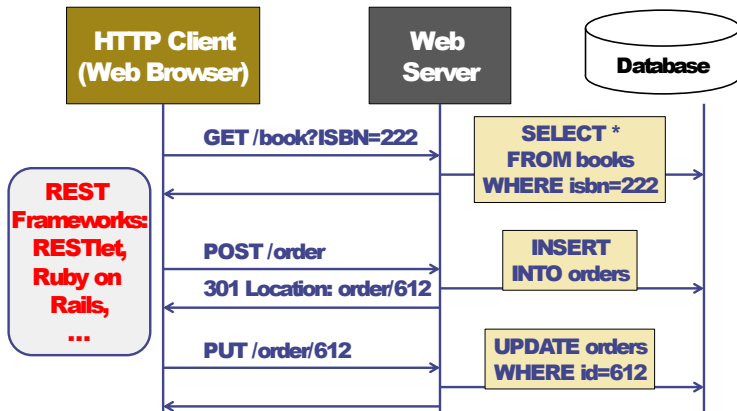 HTTP Client
(Web Browser)
Web
Server
Database
GET /book?ISBN=222
SELECT *
FROM books
WHERE isbn=222
REST
Frameworks:
RESTlet,
Ruby on
Rails,
…
POST /order
INSERT
INTO orders
301 Location: order/612
PUT /order/612
UPDATE orders
WHERE id=612